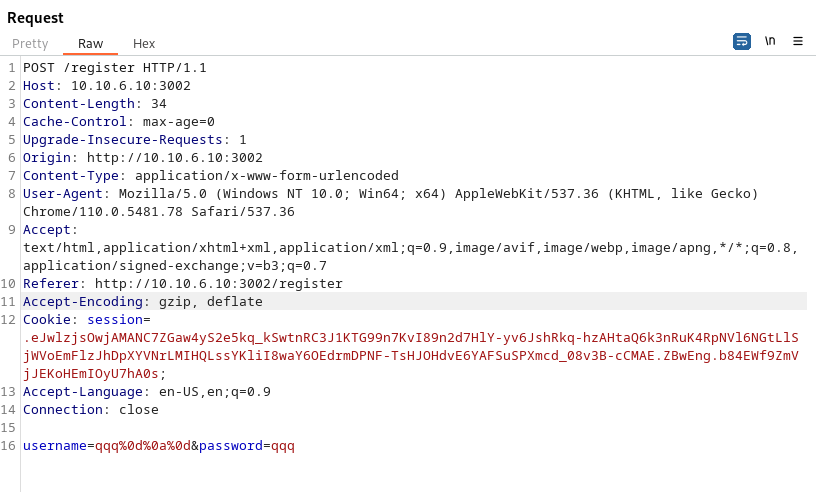 Request
Pretty Raw Hex
\n
1 POST /register HTTP/1.1
2 Host: 10.10.6.10:3002
3 Content-Length: 34
4 Cache-Control: max-age=0
5 Upgrade-Insecure-Requests: 1
6 Origin: http://10.10.6.10:3002
7 Content-Type: application/x-www-form-urlencoded
8 User-Agent: Mozilla/5.0 (Windows NT 10.0; Win64; x64) AppleWebKit/537.36 (KHTML, like Gecko)
Chrome/110.0.5481.78 Safari/537.36
9 Accept:
text/html,application/xhtml+xml,application/xml;q=0.9,image/avif,image/webp,image/apng,*/*;q=0.8,
application/signed-exchange;v=b3;q=0.7
10 Referer: http://10.10.6.10:3002/register
11 Accept-Encoding: gzip, deflate
12 Cookie: session=
.eJwlzjsOwjAMANC7ZGaw4yS2e5kq_kSwtnRC3J1KTG99n7KvI89n2d7HlY-yv6JshRkq-hzAHtaQ6k3nRuK4RpNVl6NGtLlS
jWVoEmFlzJhDpXYVNrLMIHQLssYKliI8waY6OEdrmDPNF-TsHJOHdvE6YAFSuSPXmcd_08v3B-cCMAE.ZBwEng.b84EWf9ZmV
jJEKoHEmIOyU7hA0s;
13 Accept-Language: en-US,en;q=0.9
14 Connection: close
15
16 username=qqq%0d%0a%0d&password=qqq